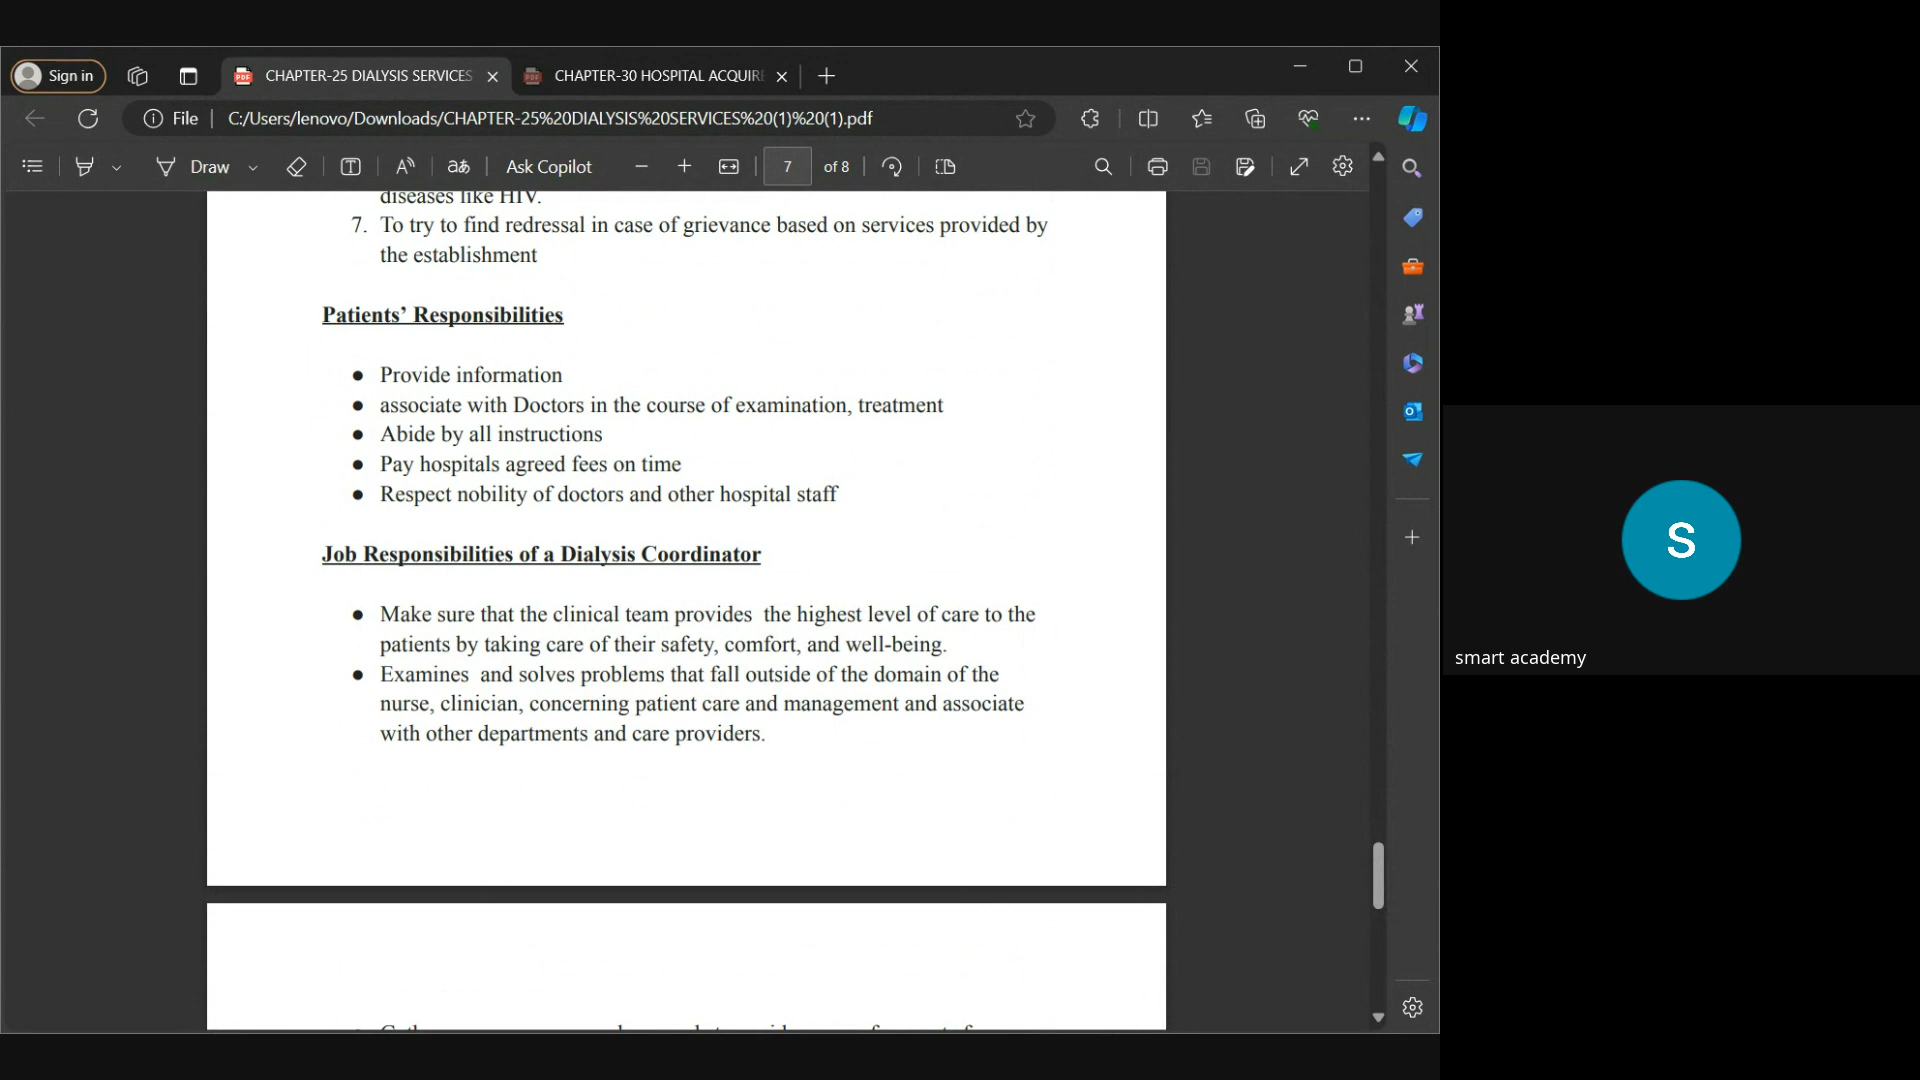 Sign in
CHAPTER-25 DIALYSIS SERVICES
CHAPTER-30 HOSPITAL ACQUIRE
File
C:/Users/lenovo/Downloads/CHAPTER-25%20DIALYSIS%20SERVICES%20(1)%20(1).pdf
Draw
Ask Copilot
7 of 8
diseases like HIV.
7. To try to find redressal in case of grievance based on services provided by
the establishment
Patients’ Responsibilities
● Provide information
● associate with Doctors in the course of examination, treatment
● Abide by all instructions
● Pay hospitals agreed fees on time
● Respect nobility of doctors and other hospital staff
Job Responsibilities of a Dialysis Coordinator
● Make sure that the clinical team provides  the highest level of care to the
patients by taking care of their safety, comfort, and well-being.
● Examines  and solves problems that fall outside of the domain of the
nurse, clinician, concerning patient care and management and associate
with other departments and care providers.
S
smart academy